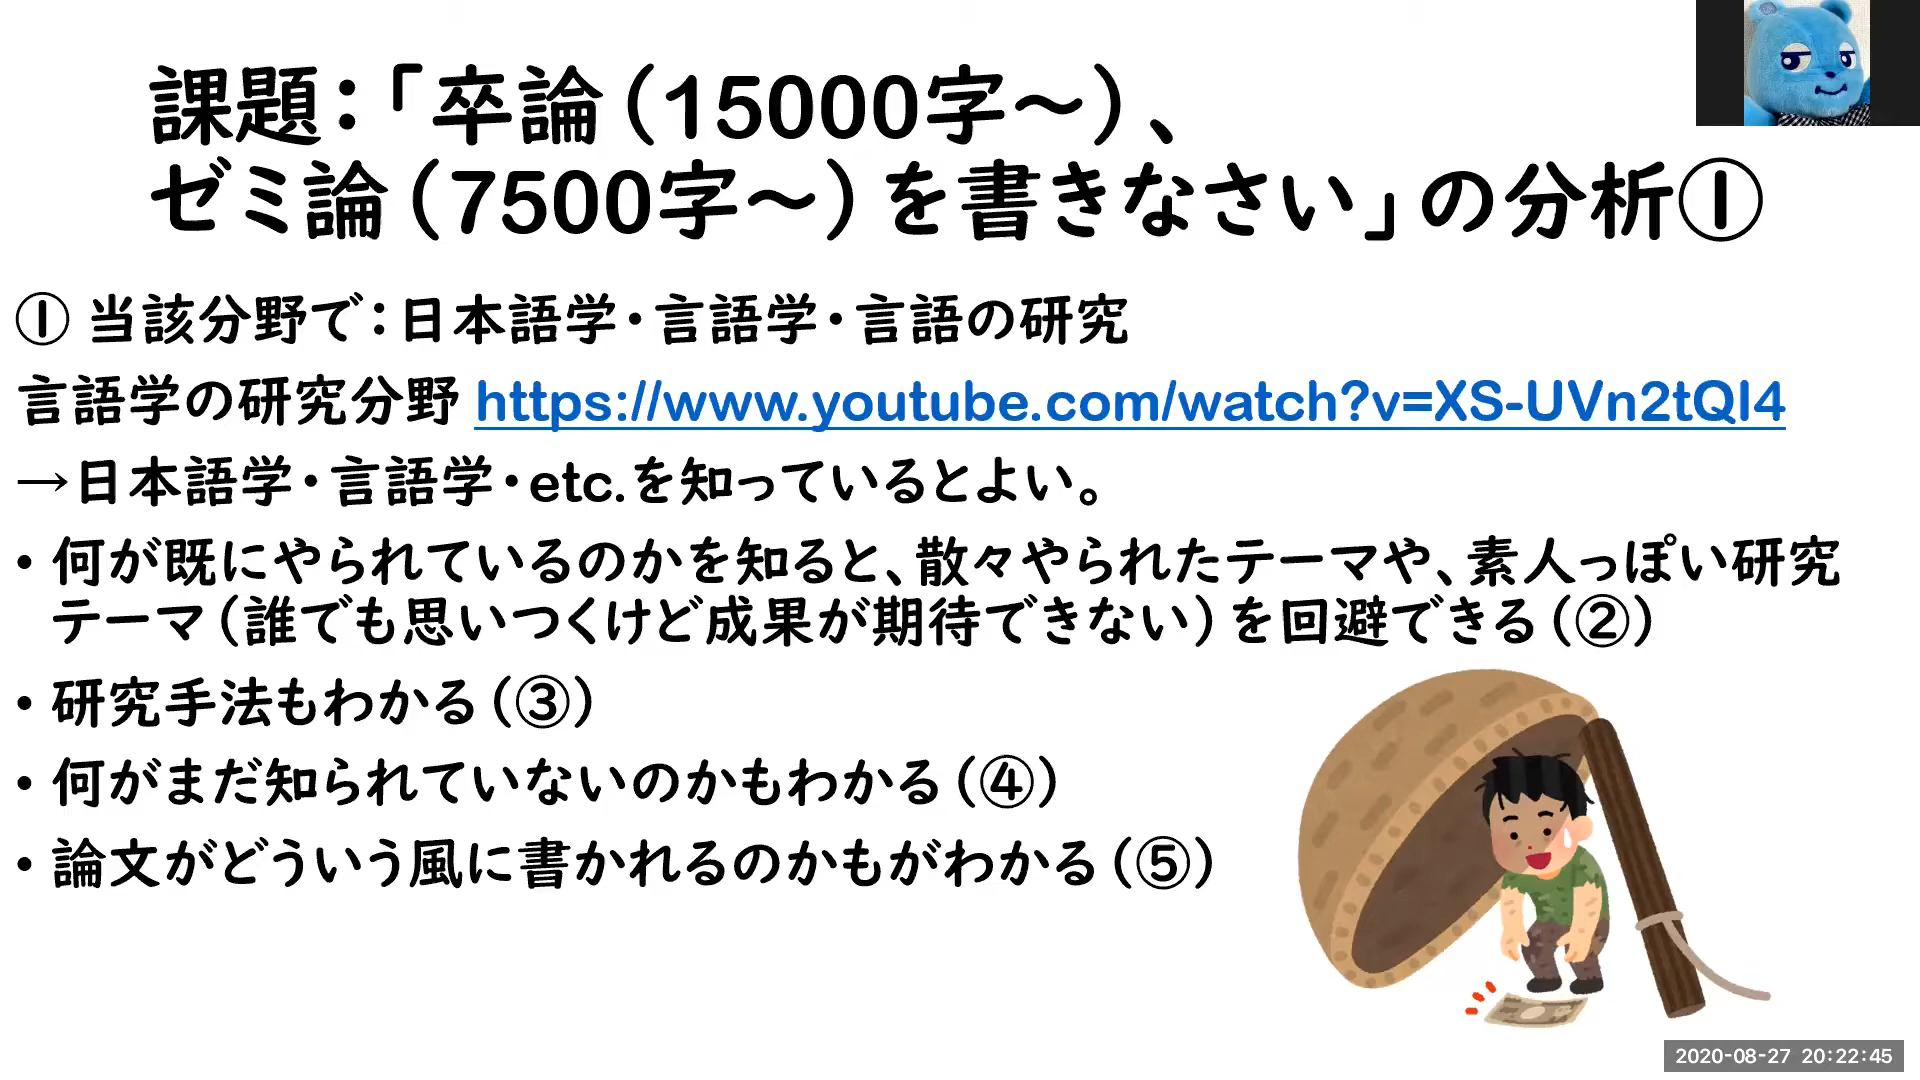 課題：「卒論（15000字～）、
ゼミ論（7500字～）を書きなさい」の分析①
① 当該分野で：日本語学・言語学・言語の研究
言語学の研究分野 https://www.youtube.com/watch?v=XS-UVn2tQI4
→日本語学・言語学・etc.を知っているとよい。
• 何が既にやられているのかを知ると、散々やられたテーマや、素人っぽい研究
テーマ（誰でも思いつくけど成果が期待できない）を回避できる（②）
• 研究手法もわかる（③）
• 何がまだ知られていないのかもわかる（④）
• 論文がどういう風に書かれるのかもがわかる（⑤）
2020-08-27 20:22:45